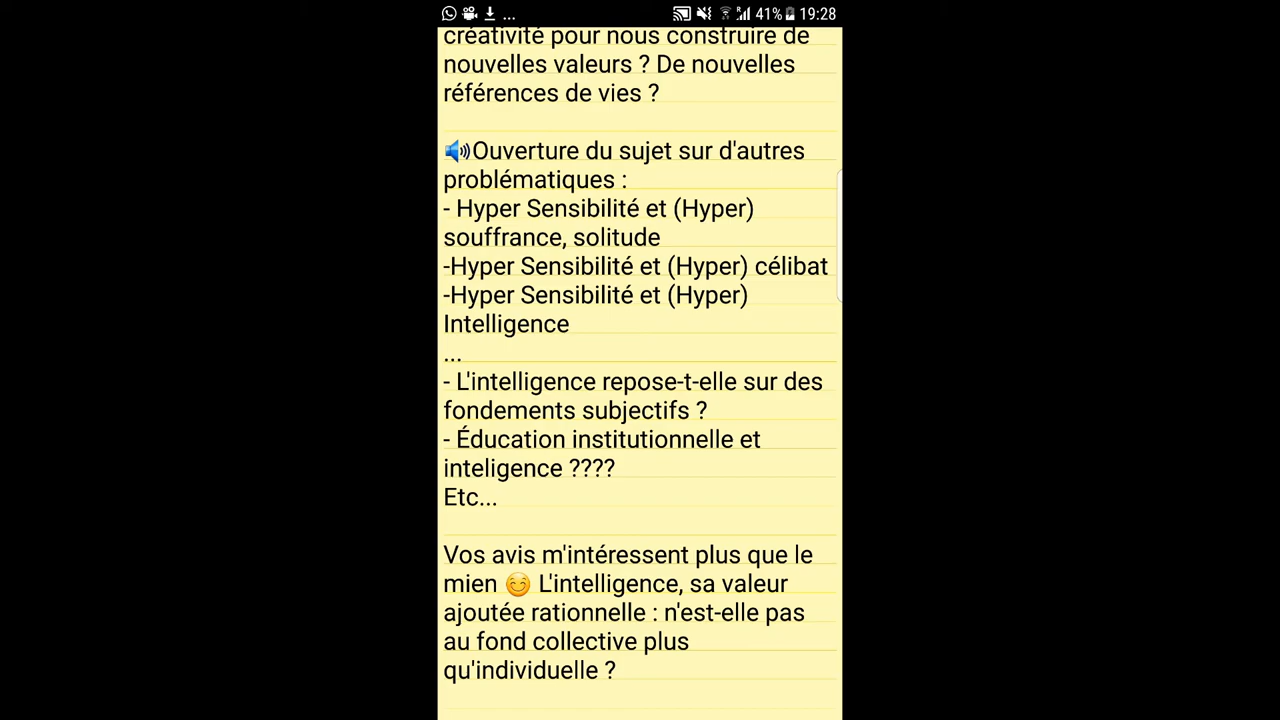 ... 41% 19:28
créativité pour nous construire de
nouvelles valeurs ? De nouvelles
références de vies ?
🔊Ouverture du sujet sur d'autres
problématiques :
- Hyper Sensibilité et (Hyper)
souffrance, solitude
-Hyper Sensibilité et (Hyper) célibat
-Hyper Sensibilité et (Hyper)
Intelligence
...
- L'intelligence repose-t-elle sur des
fondements subjectifs ?
- Éducation institutionnelle et
inteligence ????
Etc...
Vos avis m'intéressent plus que le
mien 😊 L'intelligence, sa valeur
ajoutée rationnelle : n'est-elle pas
au fond collective plus
qu'individuelle ?